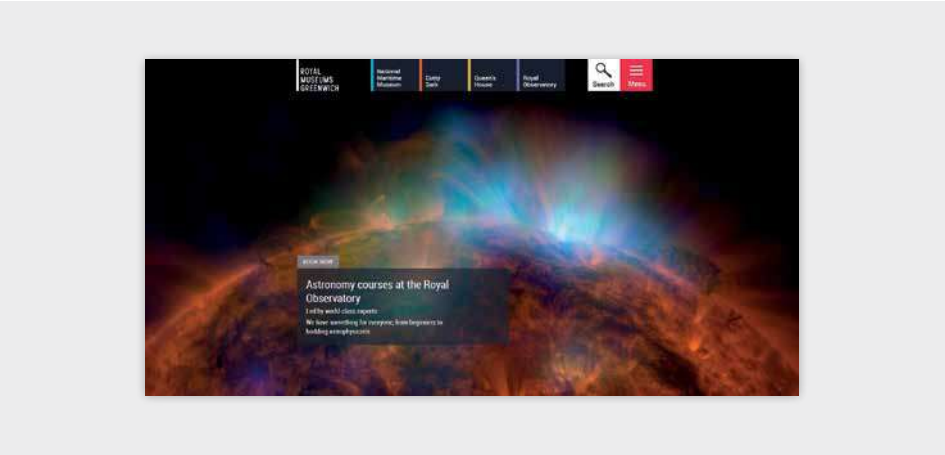 ROYAL
MUSEUMS
GREENWICH
National
Maritime
Museum
Cutty
Sark
Queen's
House
Royal
Observatory
Search
Menu
BOOK NOW
Astronomy courses at the Royal
Observatory
Led by world-class experts
We have something for everyone; from beginners to
budding astrophysicists